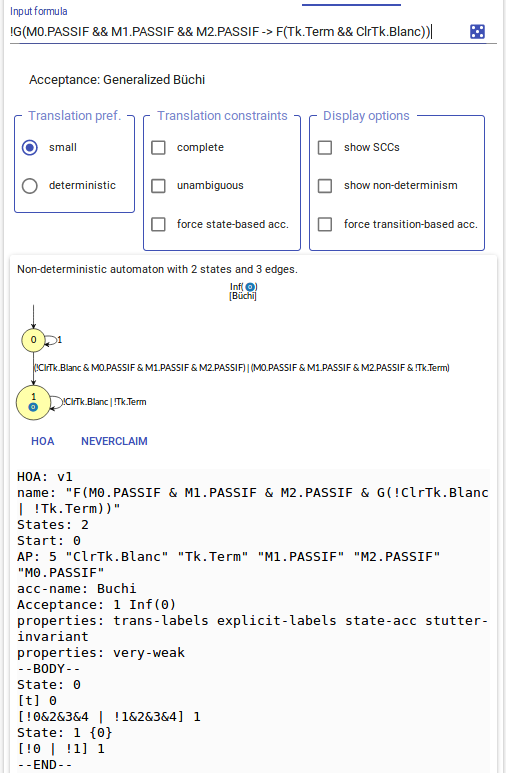 Input formula
!G(M0.PASSIF && M1.PASSIF && M2.PASSIF -> F(Tk.Term && ClrTk.Blanc))
Acceptance: Generalized Büchi
Translation pref.
small
deterministic
Translation constraints
complete
unambiguous
force state-based acc.
Display options
show SCCs
show non-determinism
force transition-based acc.
Non-deterministic automaton with 2 states and 3 edges.
Inf(0)
[Büchi]
0
1
(!ClrTk.Blanc & M0.PASSIF & M1.PASSIF & M2.PASSIF) | (M0.PASSIF & M1.PASSIF & M2.PASSIF & !Tk.Term)
1
0
!ClrTk.Blanc | !Tk.Term
HOA
NEVERCLAIM
HOA: v1
name: "F(M0.PASSIF & M1.PASSIF & M2.PASSIF & G(!ClrTk.Blanc
| !Tk.Term))"
States: 2
Start: 0
AP: 5 "ClrTk.Blanc" "Tk.Term" "M1.PASSIF" "M2.PASSIF"
"M0.PASSIF"
acc-name: Buchi
Acceptance: 1 Inf(0)
properties: trans-labels explicit-labels state-acc stutter-
invariant
properties: very-weak
--BODY--
State: 0
[t] 0
[!0&2&3&4 | !1&2&3&4] 1
State: 1 {0}
[!0 | !1] 1
--END--